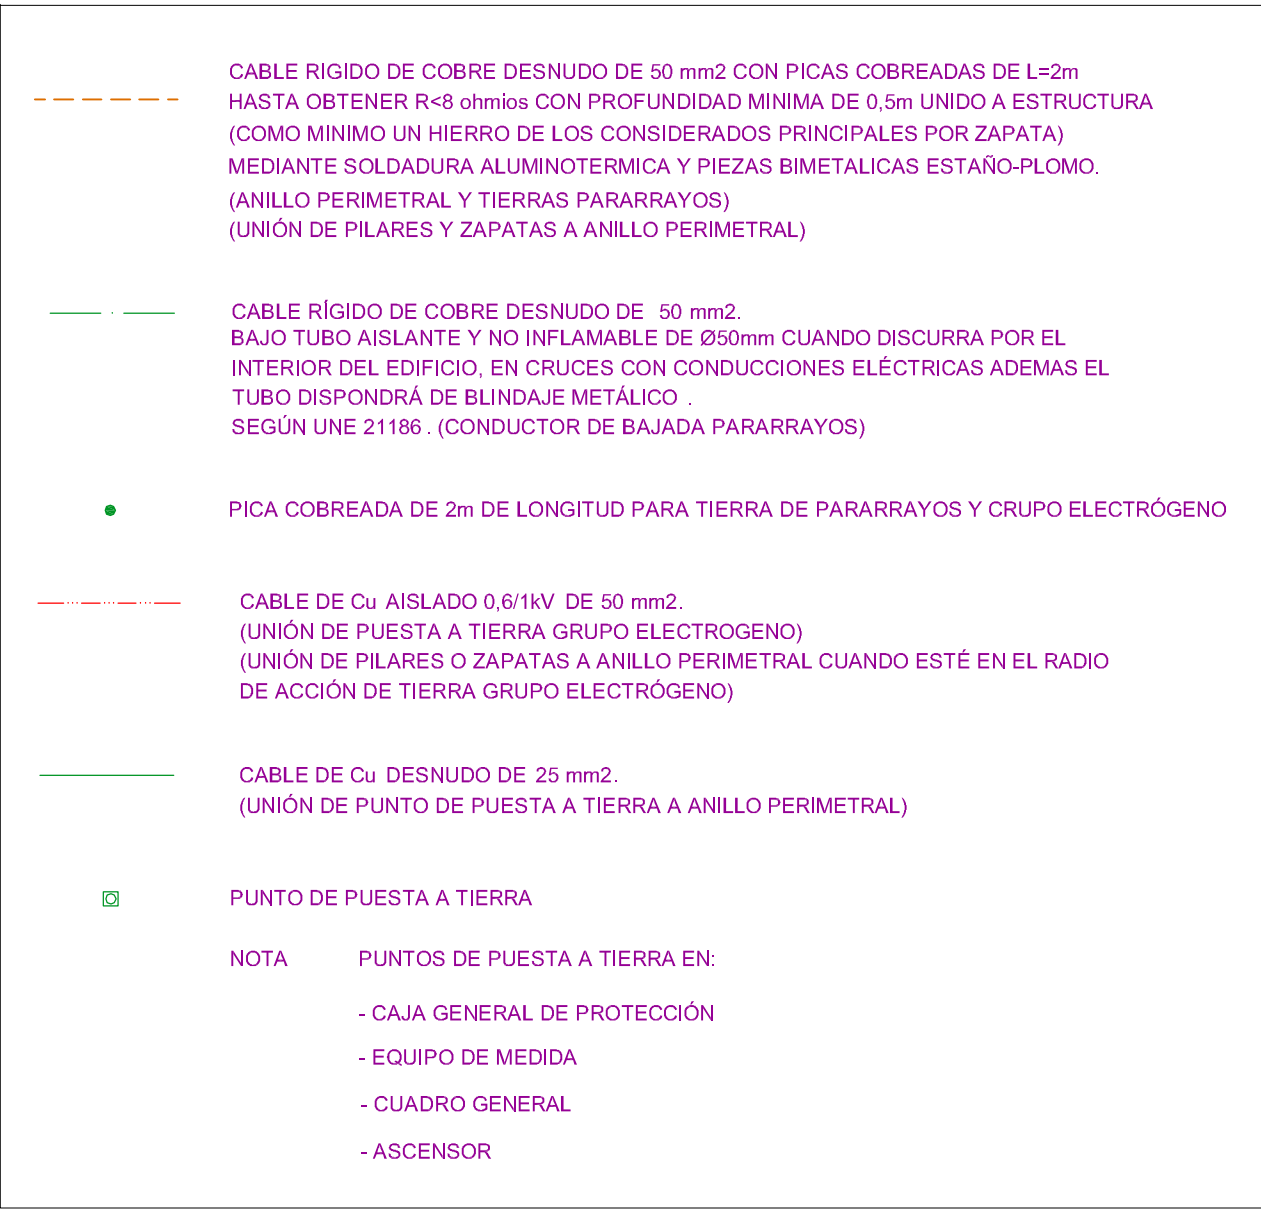 CABLE RIGIDO DE COBRE DESNUDO DE 50 mm2 CON PICAS COBREADAS DE L=2m
HASTA OBTENER R<8 ohmios CON PROFUNDIDAD MINIMA DE 0,5m UNIDO A ESTRUCTURA
(COMO MINIMO UN HIERRO DE LOS CONSIDERADOS PRINCIPALES POR ZAPATA)
MEDIANTE SOLDADURA ALUMINOTERMICA Y PIEZAS BIMETALICAS ESTAÑO-PLOMO.
(ANILLO PERIMETRAL Y TIERRAS PARARRAYOS)
(UNIÓN DE PILARES Y ZAPATAS A ANILLO PERIMETRAL)
CABLE RÍGIDO DE COBRE DESNUDO DE 50 mm2.
BAJO TUBO AISLANTE Y NO INFLAMABLE DE Ø50mm CUANDO DISCURRA POR EL
INTERIOR DEL EDIFICIO, EN CRUCES CON CONDUCCIONES ELÉCTRICAS ADEMAS EL
TUBO DISPONDRÁ DE BLINDAJE METÁLICO .
SEGÚN UNE 21186 . (CONDUCTOR DE BAJADA PARARRAYOS)
PICA COBREADA DE 2m DE LONGITUD PARA TIERRA DE PARARRAYOS Y CRUPO ELECTRÓGENO
CABLE DE Cu AISLADO 0,6/1kV DE 50 mm2.
(UNIÓN DE PUESTA A TIERRA GRUPO ELECTROGENO)
(UNIÓN DE PILARES O ZAPATAS A ANILLO PERIMETRAL CUANDO ESTÉ EN EL RADIO
DE ACCIÓN DE TIERRA GRUPO ELECTRÓGENO)
CABLE DE Cu DESNUDO DE 25 mm2.
(UNIÓN DE PUNTO DE PUESTA A TIERRA A ANILLO PERIMETRAL)
PUNTO DE PUESTA A TIERRA
NOTA PUNTOS DE PUESTA A TIERRA EN:
- CAJA GENERAL DE PROTECCIÓN
- EQUIPO DE MEDIDA
- CUADRO GENERAL
- ASCENSOR